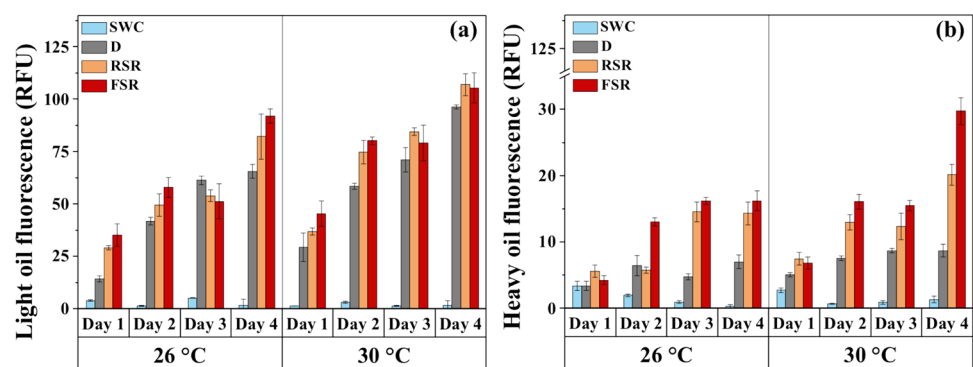 Light oil fluorescence (RFU)
125
100
75
50
25
0
SWC
D
RSR
FSR
(a)
Day 1 Day 2 Day 3 Day 4 Day 1 Day 2 Day 3 Day 4
26 °C 30 °C
Heavy oil fluorescence (RFU)
125
30
20
10
0
SWC
D
RSR
FSR
(b)
Day 1 Day 2 Day 3 Day 4 Day 1 Day 2 Day 3 Day 4
26 °C 30 °C